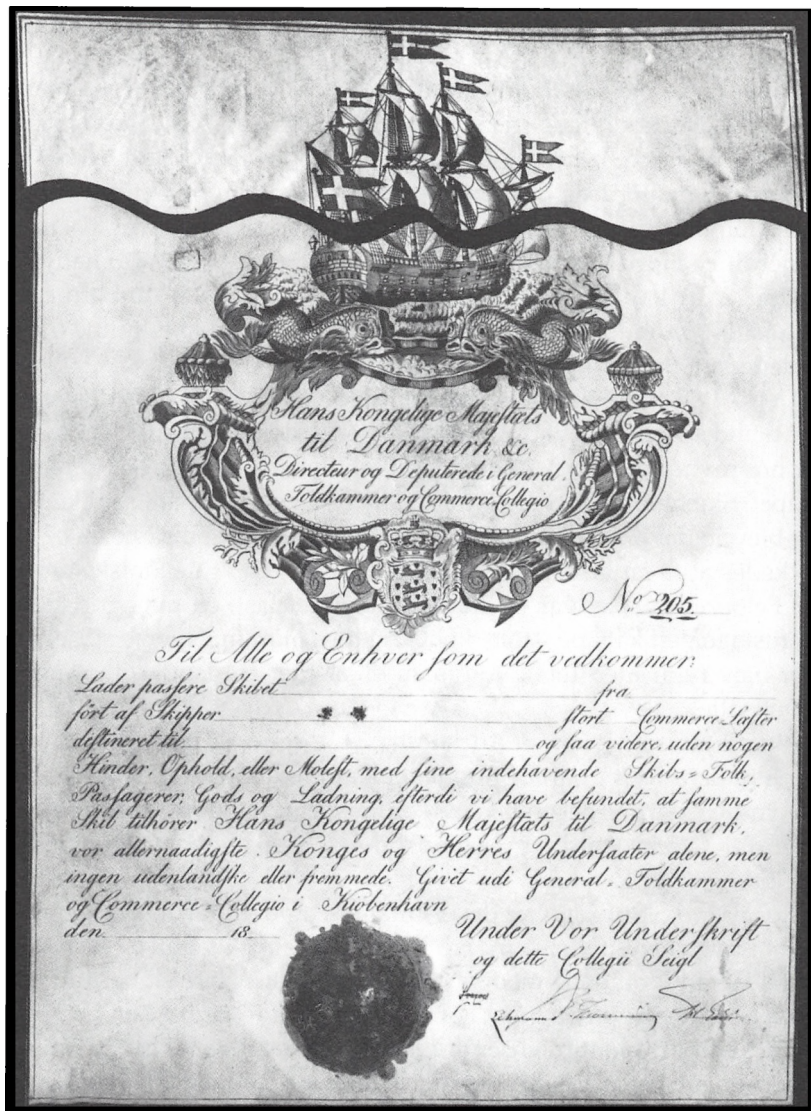 Hans Kongelige Majestæts
til Danmark &c.
Directeur og Deputerede i General-
Toldkammer og Commerce-Collegio
No 205.
Til Alle og Enhver som det vedkommer:
Lader passere Skibet fra
fört af Skipper stort Commerce-Læster
destineret til og saa videre, uden nogen
Hinder, Ophold, eller Molest, med sine indehavende Skibs=Folk,
Passagerer, Gods og Ladning, efterdi vi have befundet, at samme
Skib tilhörer Hans Kongelige Majestæts til Danmark,
vor allernaadigste Konges og Herres Undersaater alene, men
ingen udenlandske eller fremmede. Givet udi General=Toldkammer
og Commerce=Collegio i Kiöbenhavn
den 18 Under Vor Underskrift
og dette Collegii Seigl